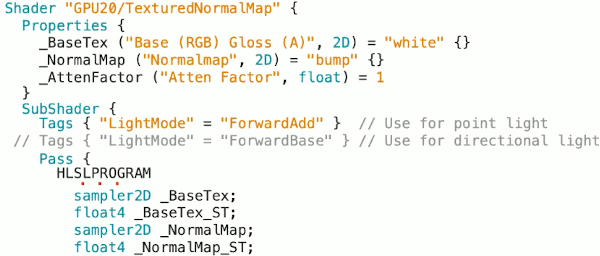 Shader "GPU20/TexturedNormalMap" {
Properties {
_BaseTex ("Base (RGB) Gloss (A)", 2D) = "white" {}
_NormalMap ("Normalmap", 2D) = "bump" {}
_AttenFactor ("Atten Factor", float) = 1
}
SubShader {
Tags { "LightMode" = "ForwardAdd" } // Use for point light
// Tags { "LightMode" = "ForwardBase" } // Use for directional light
Pass {
HLSLPROGRAM
sampler2D _BaseTex;
float4 _BaseTex_ST;
sampler2D _NormalMap;
float4 _NormalMap_ST;